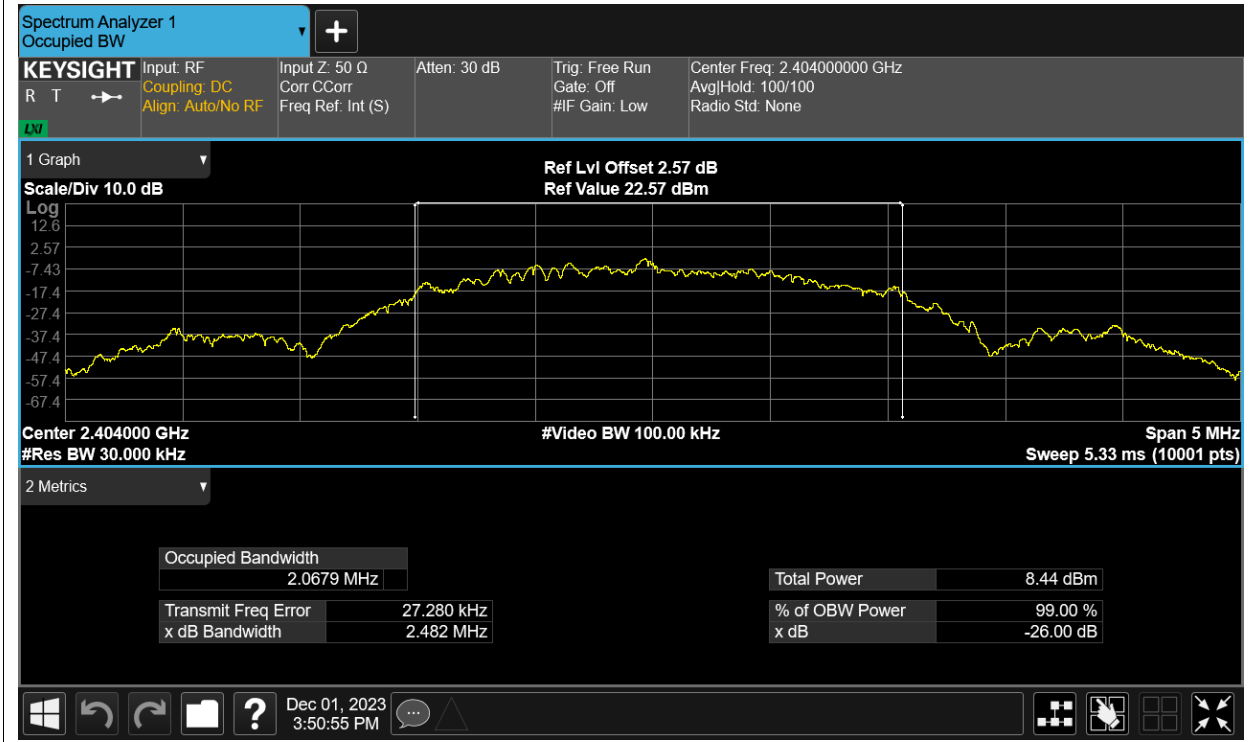 Spectrum Analyzer 1
Occupied BW
KEYSIGHT
R T
LXI
Input: RF
Coupling: DC
Align: Auto/No RF
Input Z: 50 Ω
Corr CCorr
Freq Ref: Int (S)
Atten: 30 dB
Trig: Free Run
Gate: Off
#IF Gain: Low
Center Freq: 2.404000000 GHz
Avg|Hold: 100/100
Radio Std: None
1 Graph
Scale/Div 10.0 dB
Ref Lvl Offset 2.57 dB
Ref Value 22.57 dBm
Log
12.6
2.57
-7.43
-17.4
-27.4
-37.4
-47.4
-57.4
-67.4
Center 2.404000 GHz
#Video BW 100.00 kHz
Span 5 MHz
#Res BW 30.000 kHz
Sweep 5.33 ms (10001 pts)
2 Metrics
Occupied Bandwidth
2.0679 MHz
Transmit Freq Error 27.280 kHz
x dB Bandwidth 2.482 MHz
Total Power 8.44 dBm
% of OBW Power 99.00 %
x dB -26.00 dB
?
Dec 01, 2023
3:50:55 PM